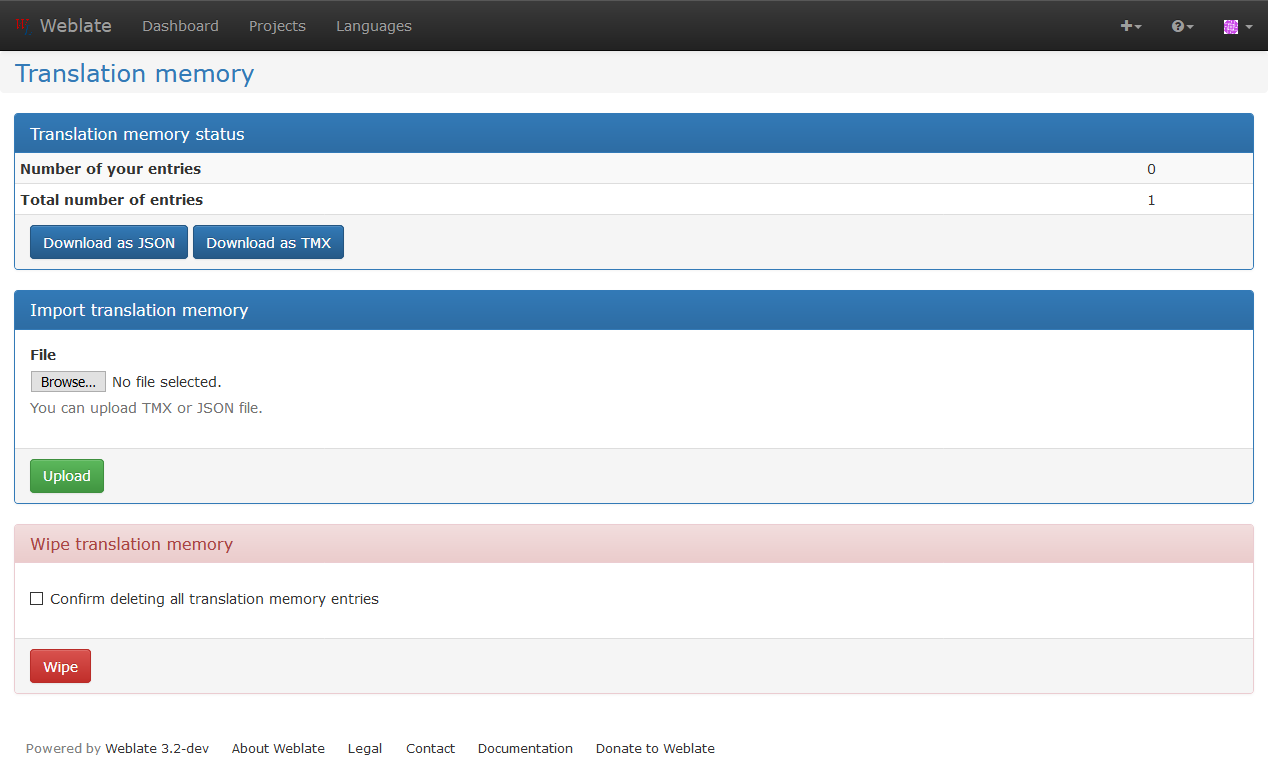 Weblate Dashboard Projects Languages
Translation memory
Translation memory status
Number of your entries 0
Total number of entries 1
Download as JSON Download as TMX
Import translation memory
File
Browse... No file selected.
You can upload TMX or JSON file.
Upload
Wipe translation memory
Confirm deleting all translation memory entries
Wipe
Powered by Weblate 3.2-dev About Weblate Legal Contact Documentation Donate to Weblate